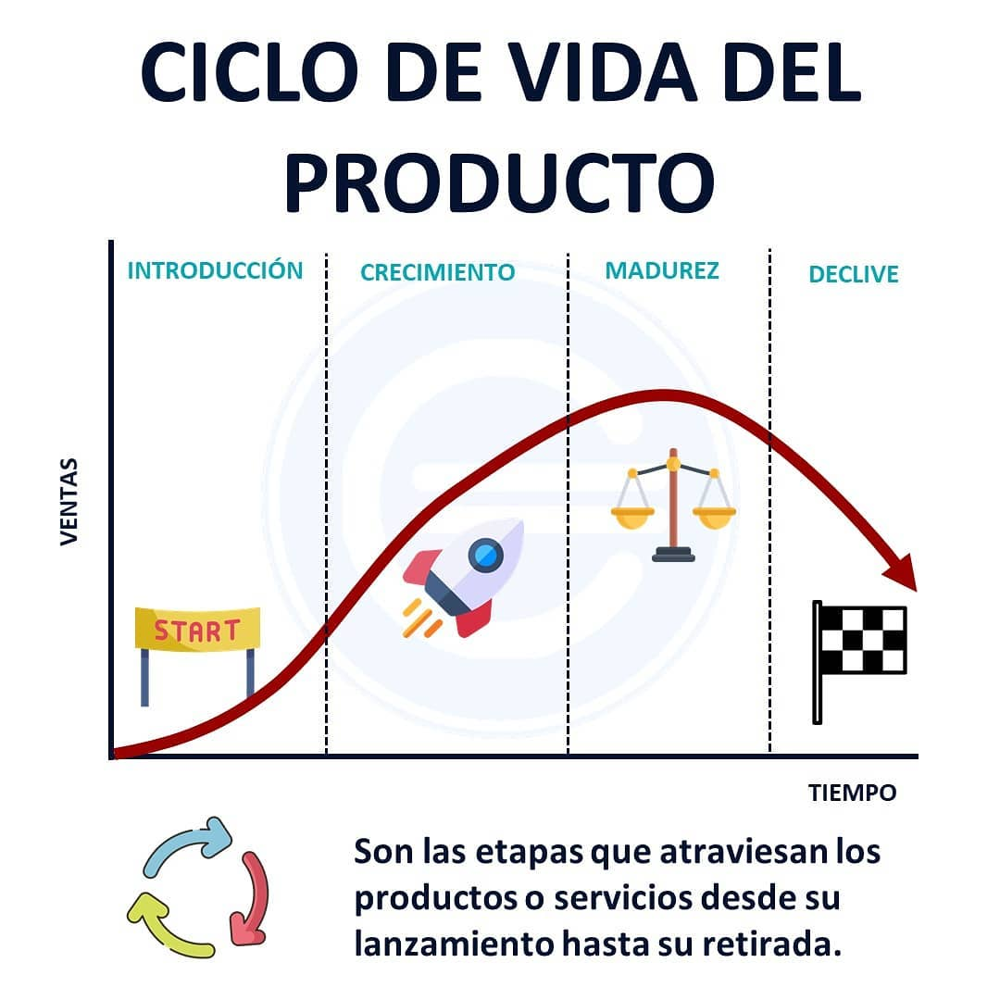 CICLO DE VIDA DEL
PRODUCTO
INTRODUCCIÓN
CRECIMIENTO
MADUREZ
DECLIVE
VENTAS
START
TIEMPO
Son las etapas que atraviesan los
productos o servicios desde su
lanzamiento hasta su retirada.